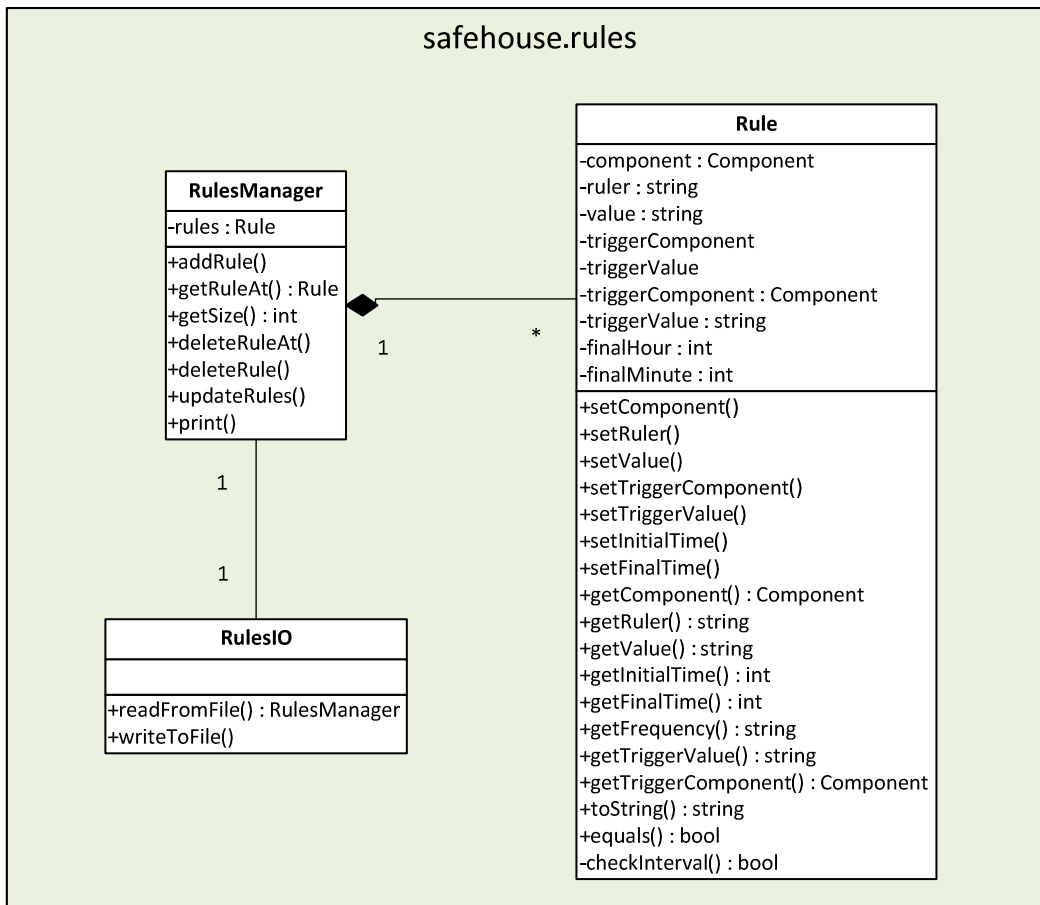 safehouse.rules
RulesManager
-rules : Rule
+addRule()
+getRuleAt() : Rule
+getSize() : int
+deleteRuleAt()
+deleteRule()
+updateRules()
+print()
1
*
1
1
RulesIO
+readFromFile() : RulesManager
+writeToFile()
Rule
-component : Component
-ruler : string
-value : string
-triggerComponent
-triggerValue
-triggerComponent : Component
-triggerValue : string
-finalHour : int
-finalMinute : int
+setComponent()
+setRuler()
+setValue()
+setTriggerComponent()
+setTriggerValue()
+setInitialTime()
+setFinalTime()
+getComponent() : Component
+getRuler() : string
+getValue() : string
+getInitialTime() : int
+getFinalTime() : int
+getFrequency() : string
+getTriggerValue() : string
+getTriggerComponent() : Component
+toString() : string
+equals() : bool
-checkInterval() : bool